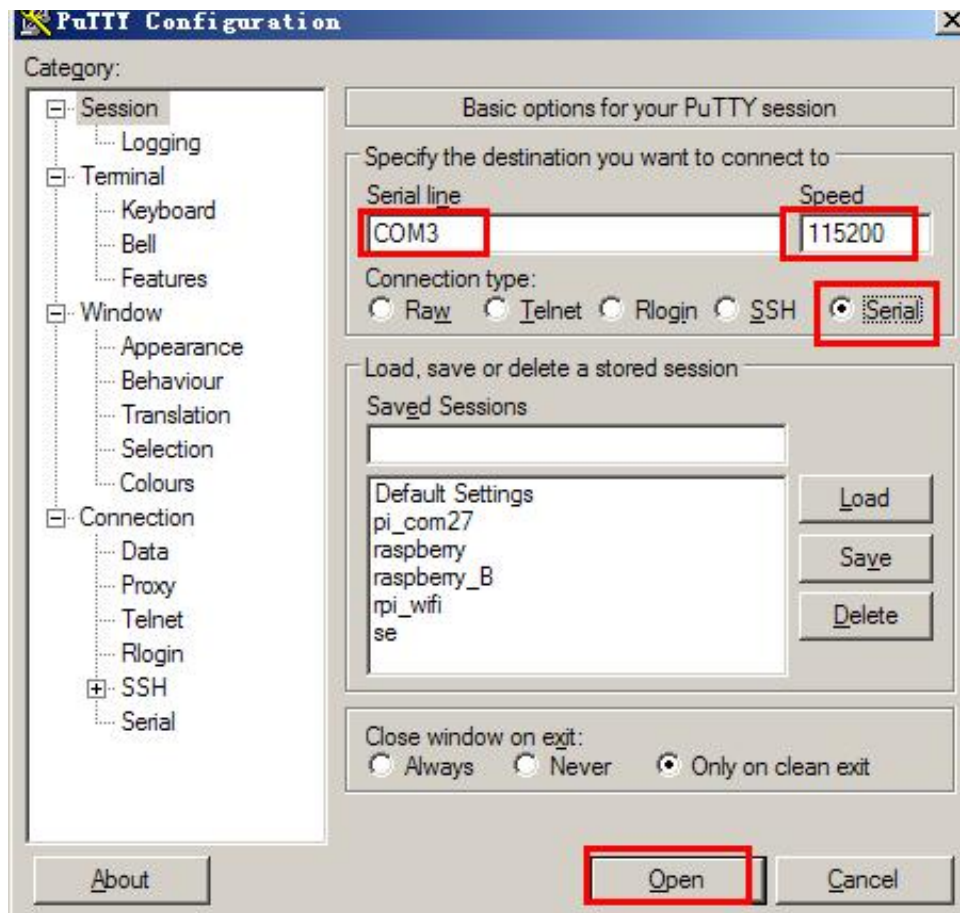 PuTTY Configuration
Category:
Session
Logging
Terminal
Keyboard
Bell
Features
Window
Appearance
Behaviour
Translation
Selection
Colours
Connection
Data
Proxy
Telnet
Rlogin
SSH
Serial
Basic options for your PuTTY session
Specify the destination you want to connect to
Serial line Speed
COM3 115200
Connection type:
Raw Telnet Rlogin SSH Serial
Load, save or delete a stored session
Saved Sessions
Default Settings
pi_com27
raspberry
raspberry_B
rpi_wifi
se
Load
Save
Delete
Close window on exit:
Always Never Only on clean exit
About Open Cancel